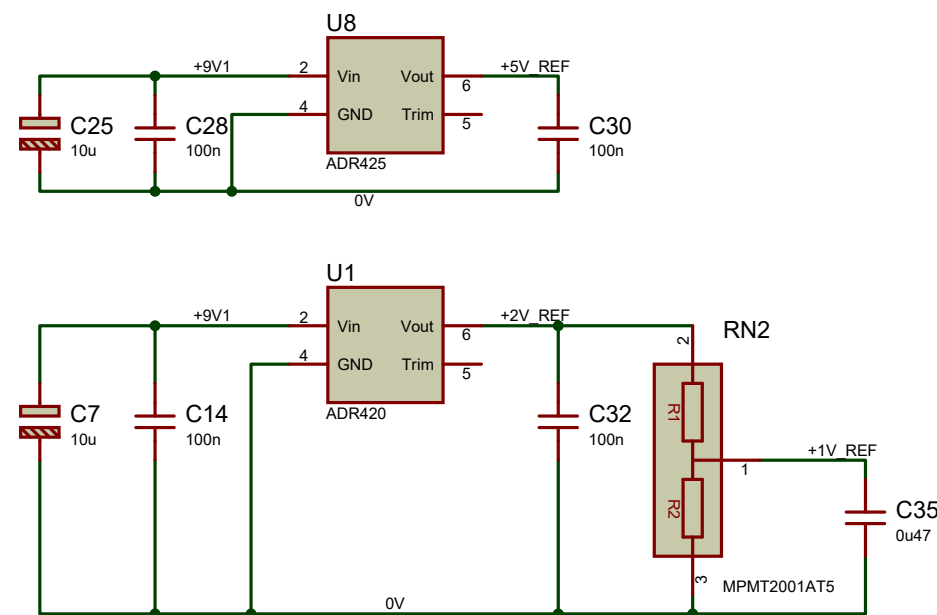 U8
+9V1
2
Vin
Vout
6
+5V_REF
4
GND
Trim
5
C25
10u
C28
100n
C30
100n
ADR425
0V
U1
+9V1
2
Vin
Vout
6
+2V_REF
4
GND
Trim
5
RN2
2
C7
10u
C14
100n
ADR420
C32
100n
R1
+1V_REF
1
R2
C35
0u47
3
MPMT2001AT5
0V